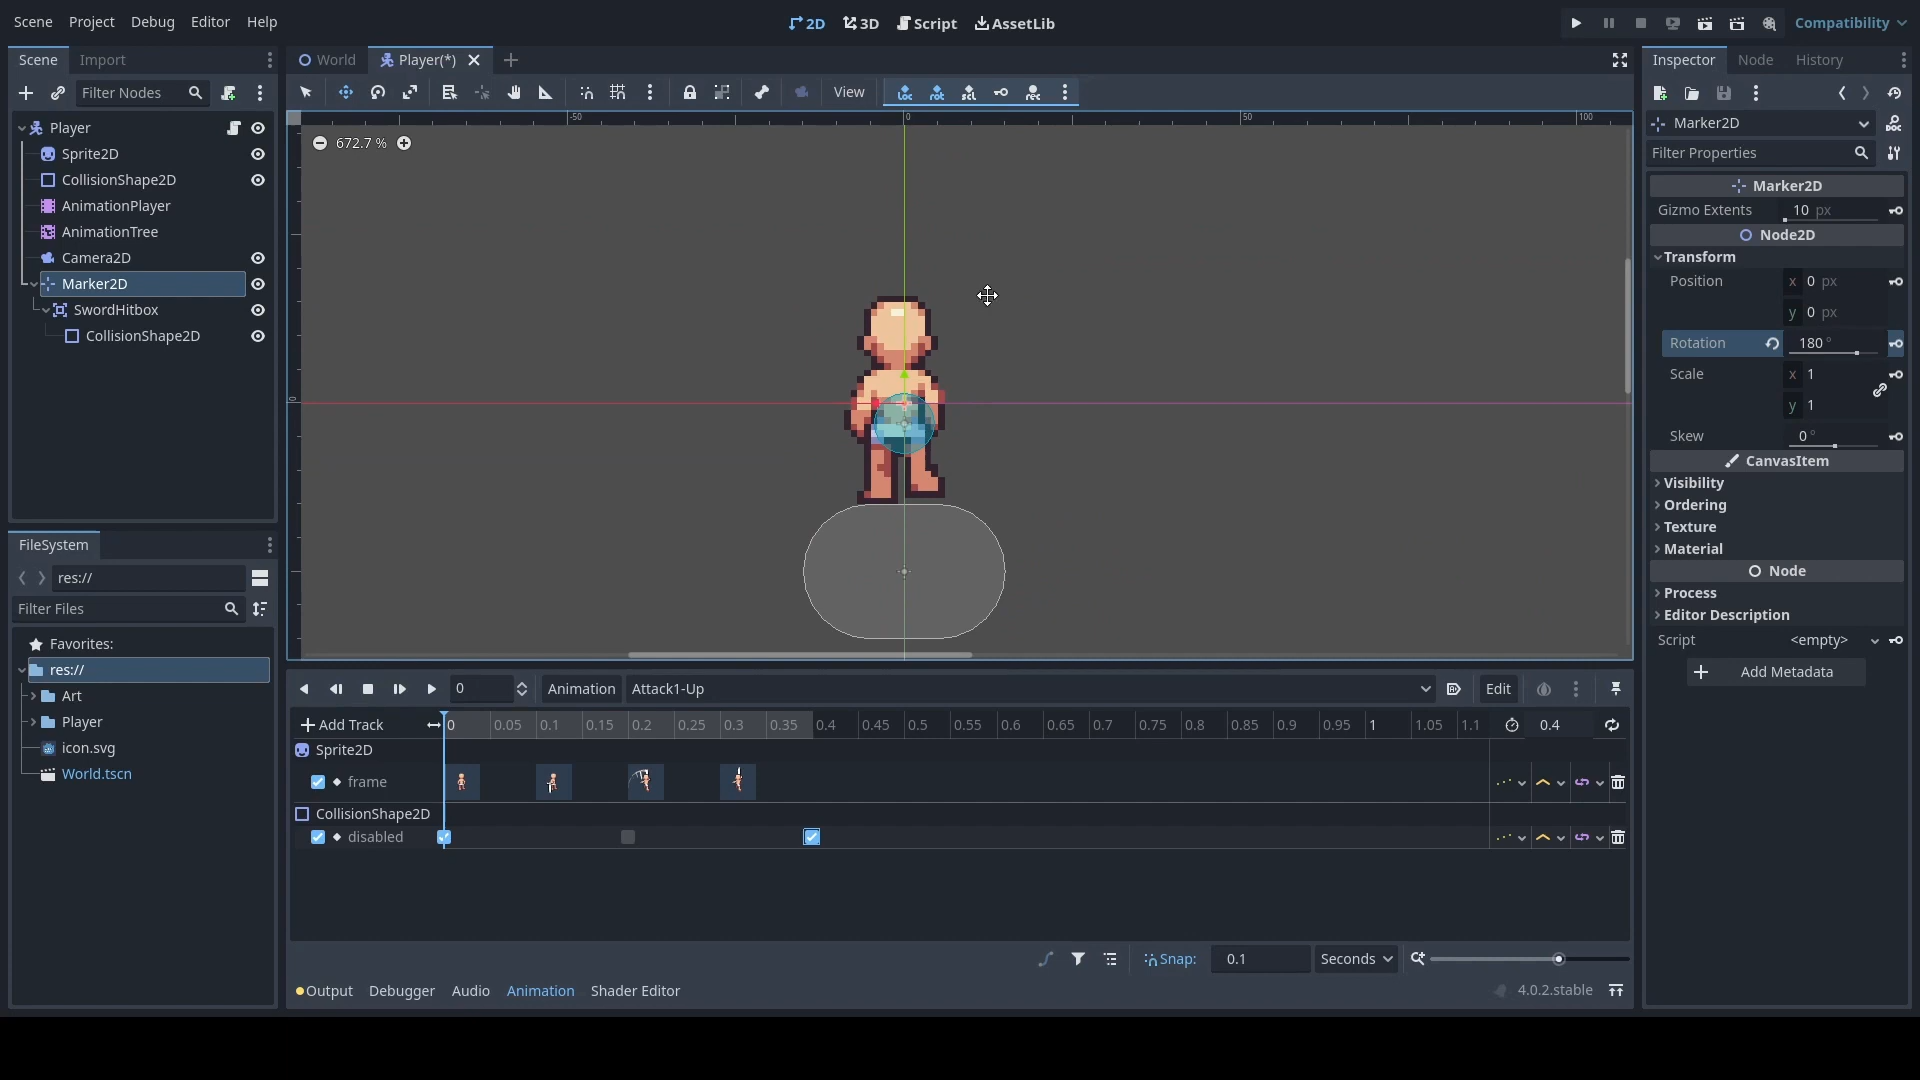 Scene Project Debug Editor Help
2D 3D Script AssetLib
Compatibility
Scene Import
World Player(*)
Inspector Node History
Filter Nodes
View
Player
Sprite2D
CollisionShape2D
AnimationPlayer
AnimationTree
Camera2D
Marker2D
SwordHitbox
CollisionShape2D
-50 0 50 100
672.7 %
0
Marker2D
Filter Properties
Marker2D
Gizmo Extents 10 px
Node2D
Transform
Position x 0 px
y 0 px
Rotation 180 °
Scale x 1
y 1
Skew 0 °
CanvasItem
Visibility
Ordering
Texture
Material
Node
Process
Editor Description
Script <empty>
Add Metadata
FileSystem
res://
Filter Files
Favorites:
res://
Art
Player
icon.svg
World.tscn
0 Animation Attack1-Up Edit
Add Track 0 0.05 0.1 0.15 0.2 0.25 0.3 0.35 0.4 0.45 0.5 0.55 0.6 0.65 0.7 0.75 0.8 0.85 0.9 0.95 1 1.05 1.1 0.4
Sprite2D
frame
CollisionShape2D
disabled
Snap: 0.1 Seconds
Output Debugger Audio Animation Shader Editor 4.0.2.stable